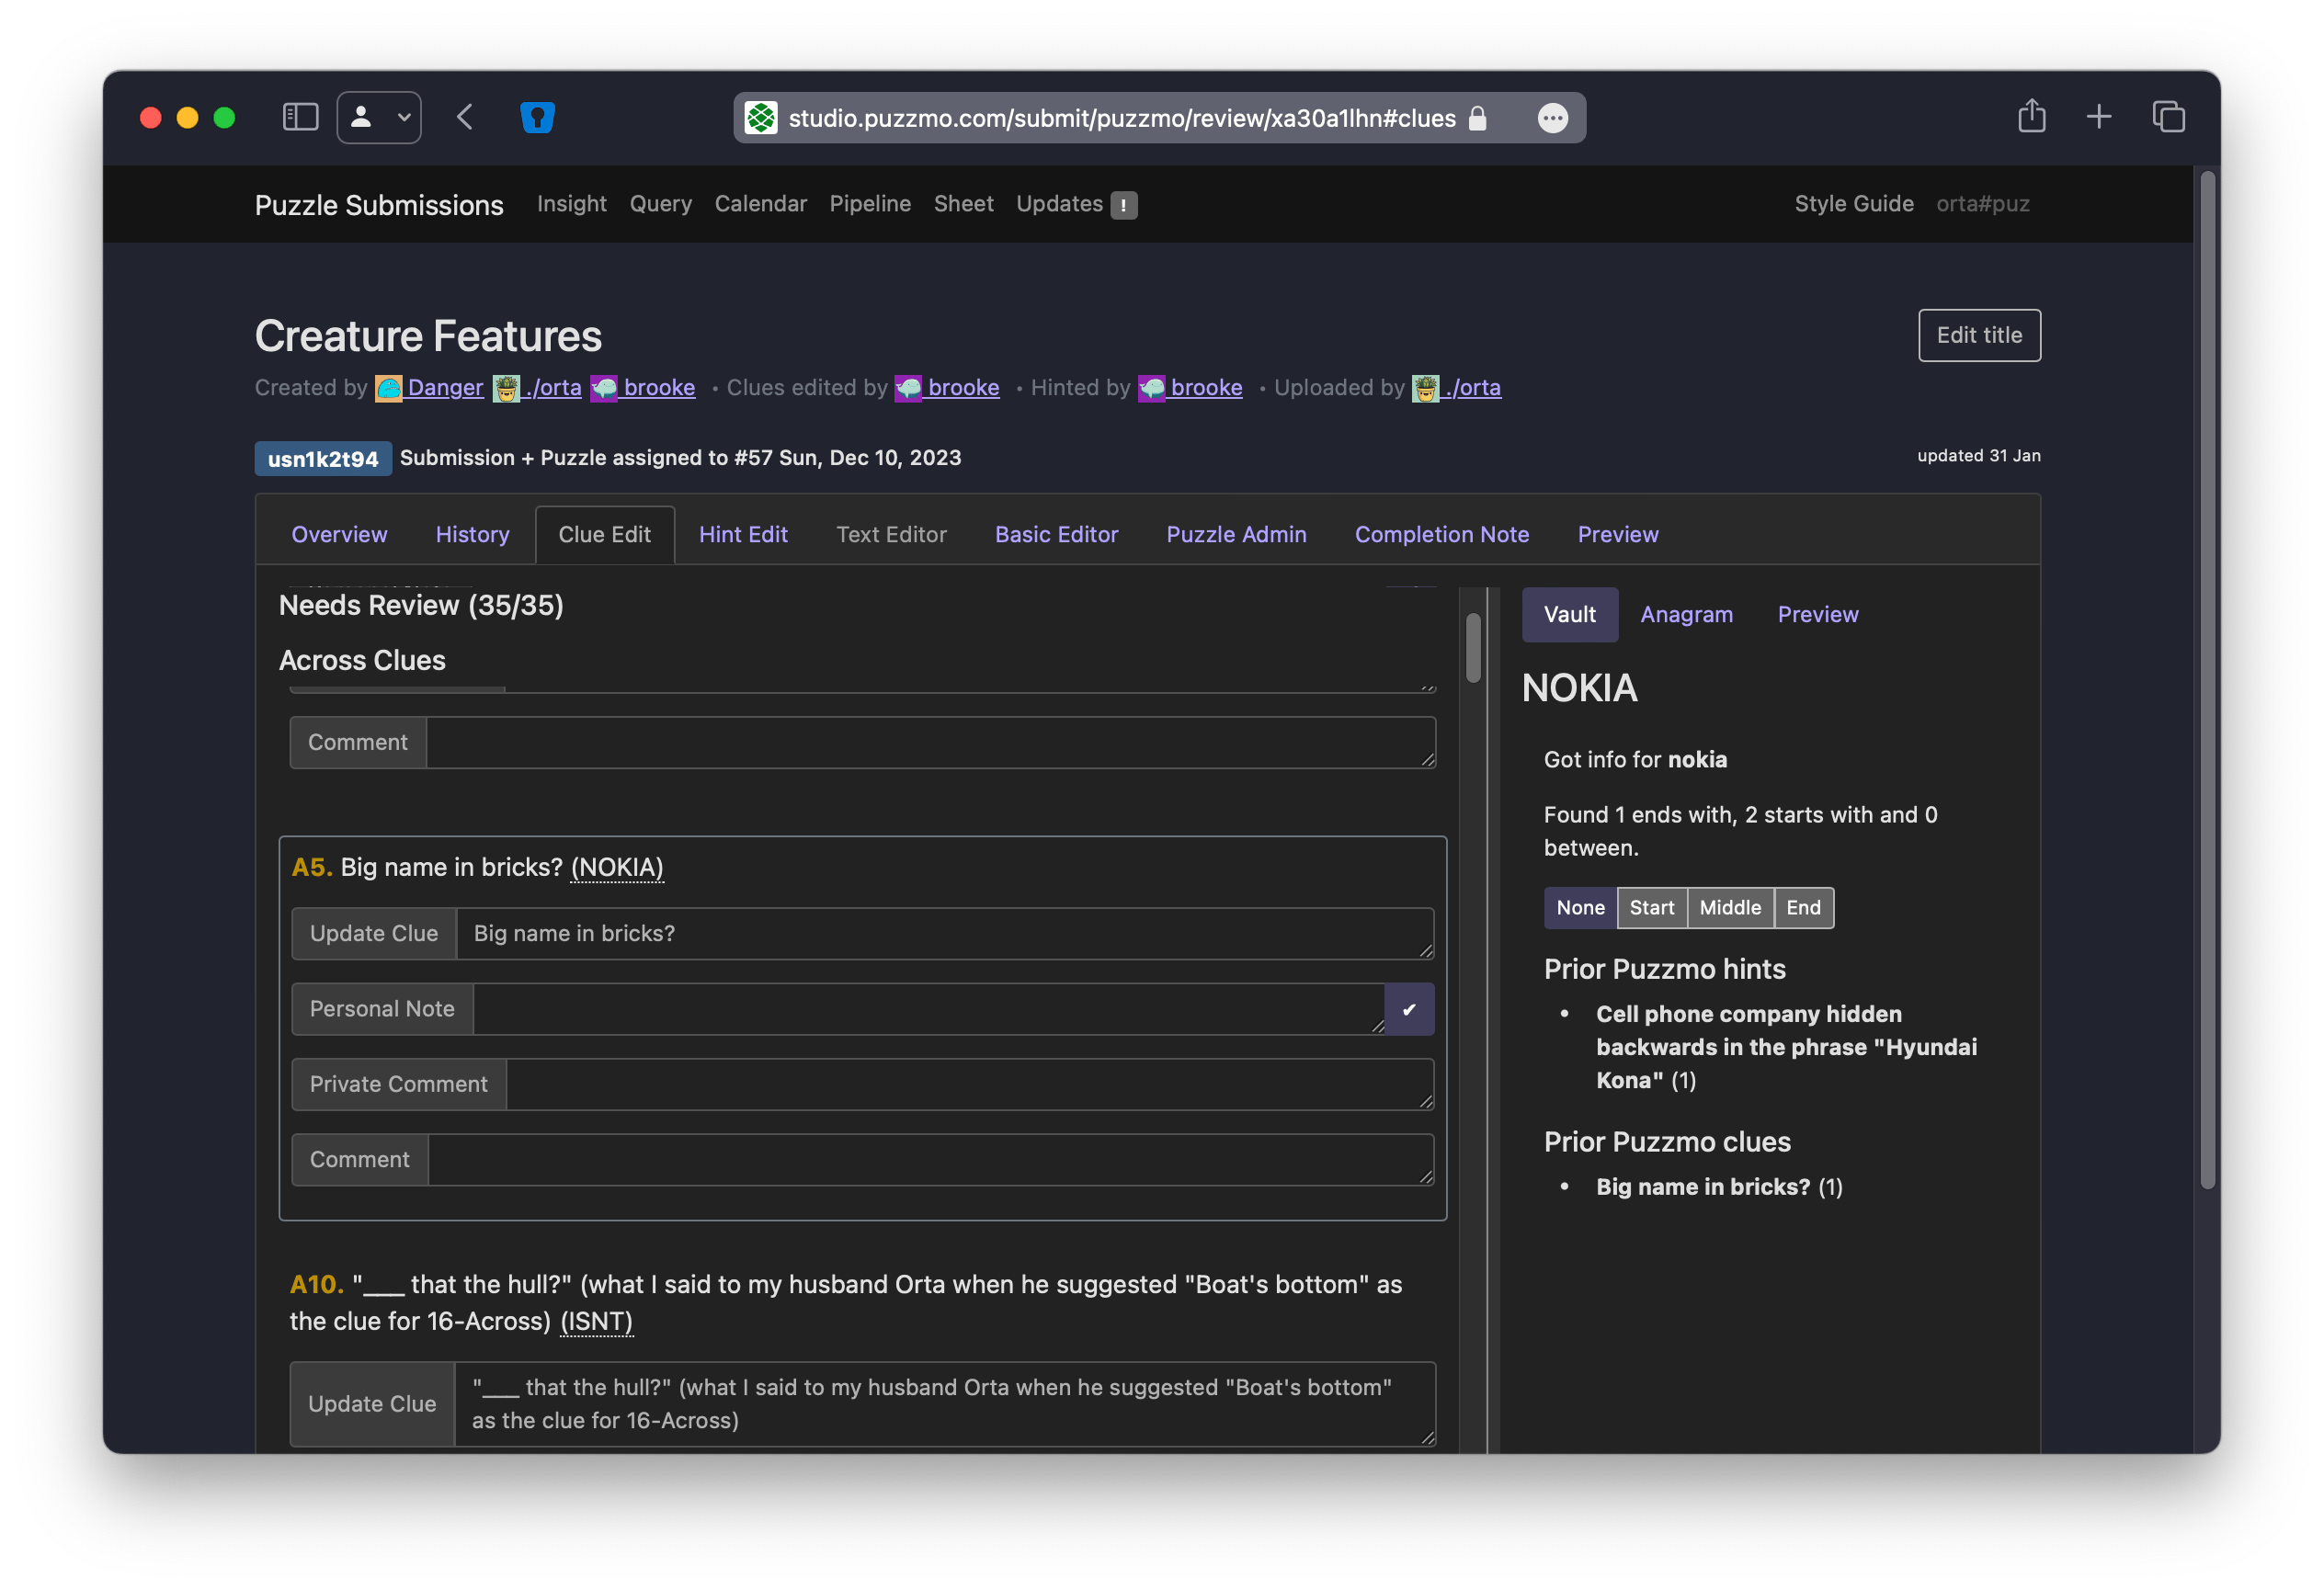 studio.puzzmo.com/submit/puzzmo/review/xa30a1lhn#clues
Puzzle Submissions Insight Query Calendar Pipeline Sheet Updates ! Style Guide orta#puz
Creature Features Edit title
Created by Danger ./orta brooke • Clues edited by brooke • Hinted by brooke • Uploaded by ./orta
usn1k2t94 Submission + Puzzle assigned to #57 Sun, Dec 10, 2023 updated 31 Jan
Overview History Clue Edit Hint Edit Text Editor Basic Editor Puzzle Admin Completion Note Preview
Needs Review (35/35)
Across Clues
Comment
A5. Big name in bricks? (NOKIA)
Update Clue Big name in bricks?
Personal Note ✔
Private Comment
Comment
A10. "___ that the hull?" (what I said to my husband Orta when he suggested "Boat's bottom" as
the clue for 16-Across) (ISNT)
Update Clue
"___ that the hull?" (what I said to my husband Orta when he suggested "Boat's bottom"
as the clue for 16-Across)
Vault Anagram Preview
NOKIA
Got info for nokia
Found 1 ends with, 2 starts with and 0
between.
None Start Middle End
Prior Puzzmo hints
• Cell phone company hidden
backwards in the phrase "Hyundai
Kona" (1)
Prior Puzzmo clues
• Big name in bricks? (1)